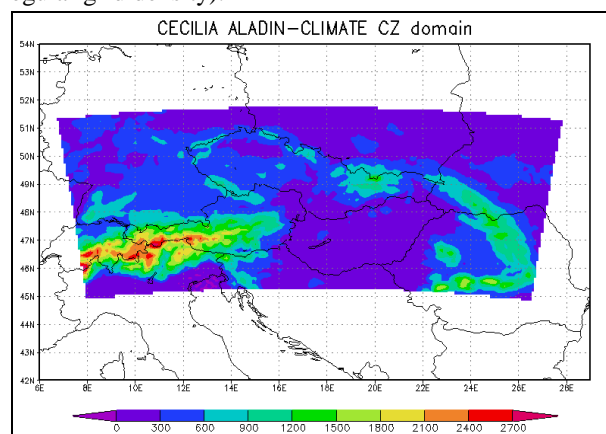 CECILIA ALADIN-CLIMATE CZ domain
54N
53N
52N
51N
50N
49N
48N
47N
46N
45N
44N
43N
42N
6E 8E 10E 12E 14E 16E 18E 20E 22E 24E 26E 28E
0 300 600 900 1200 1500 1800 2100 2400 2700